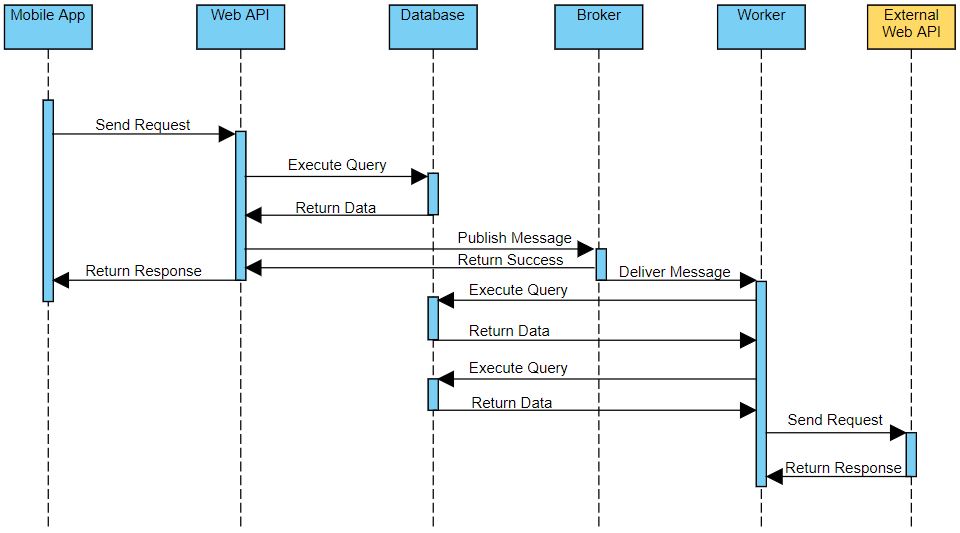 Mobile App
Web API
Database
Broker
Worker
External
Web API
Send Request
Execute Query
Return Data
Publish Message
Return Success
Return Response
Deliver Message
Execute Query
Return Data
Execute Query
Return Data
Send Request
Return Response